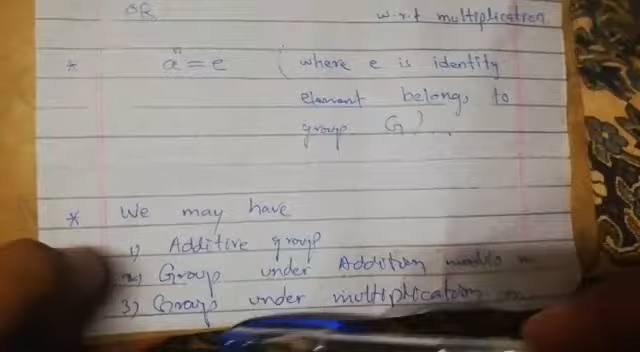 OR
w.r.t multiplication
* aⁿ = e (where e is identity
element belongs to
group G)..
* We may have
1) Additive group
2) Group under Addition modulo n
3) Group under multiplication